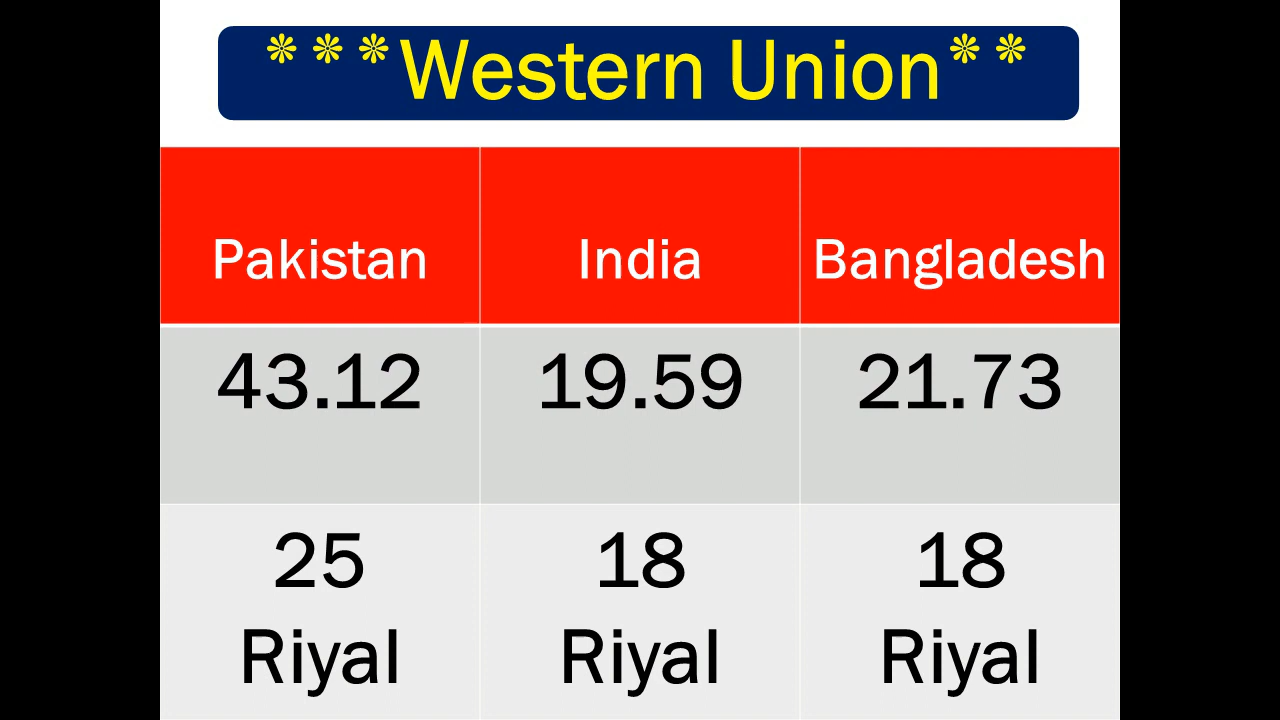 ***Western Union**
Pakistan India Bangladesh
43.12 19.59 21.73
25 18 18
Riyal Riyal Riyal